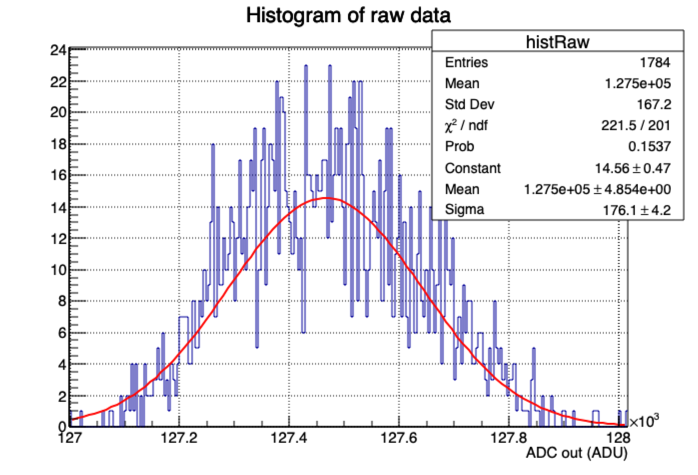 Histogram of raw data
histRaw
Entries 1784
Mean 1.275e+05
Std Dev 167.2
χ² / ndf 221.5 / 201
Prob 0.1537
Constant 14.56 ± 0.47
Mean 1.275e+05 ± 4.854e+00
Sigma 176.1 ± 4.2
24
22
20
18
16
14
12
10
8
6
4
2
0
127 127.2 127.4 127.6 127.8 128
×10³
ADC out (ADU)